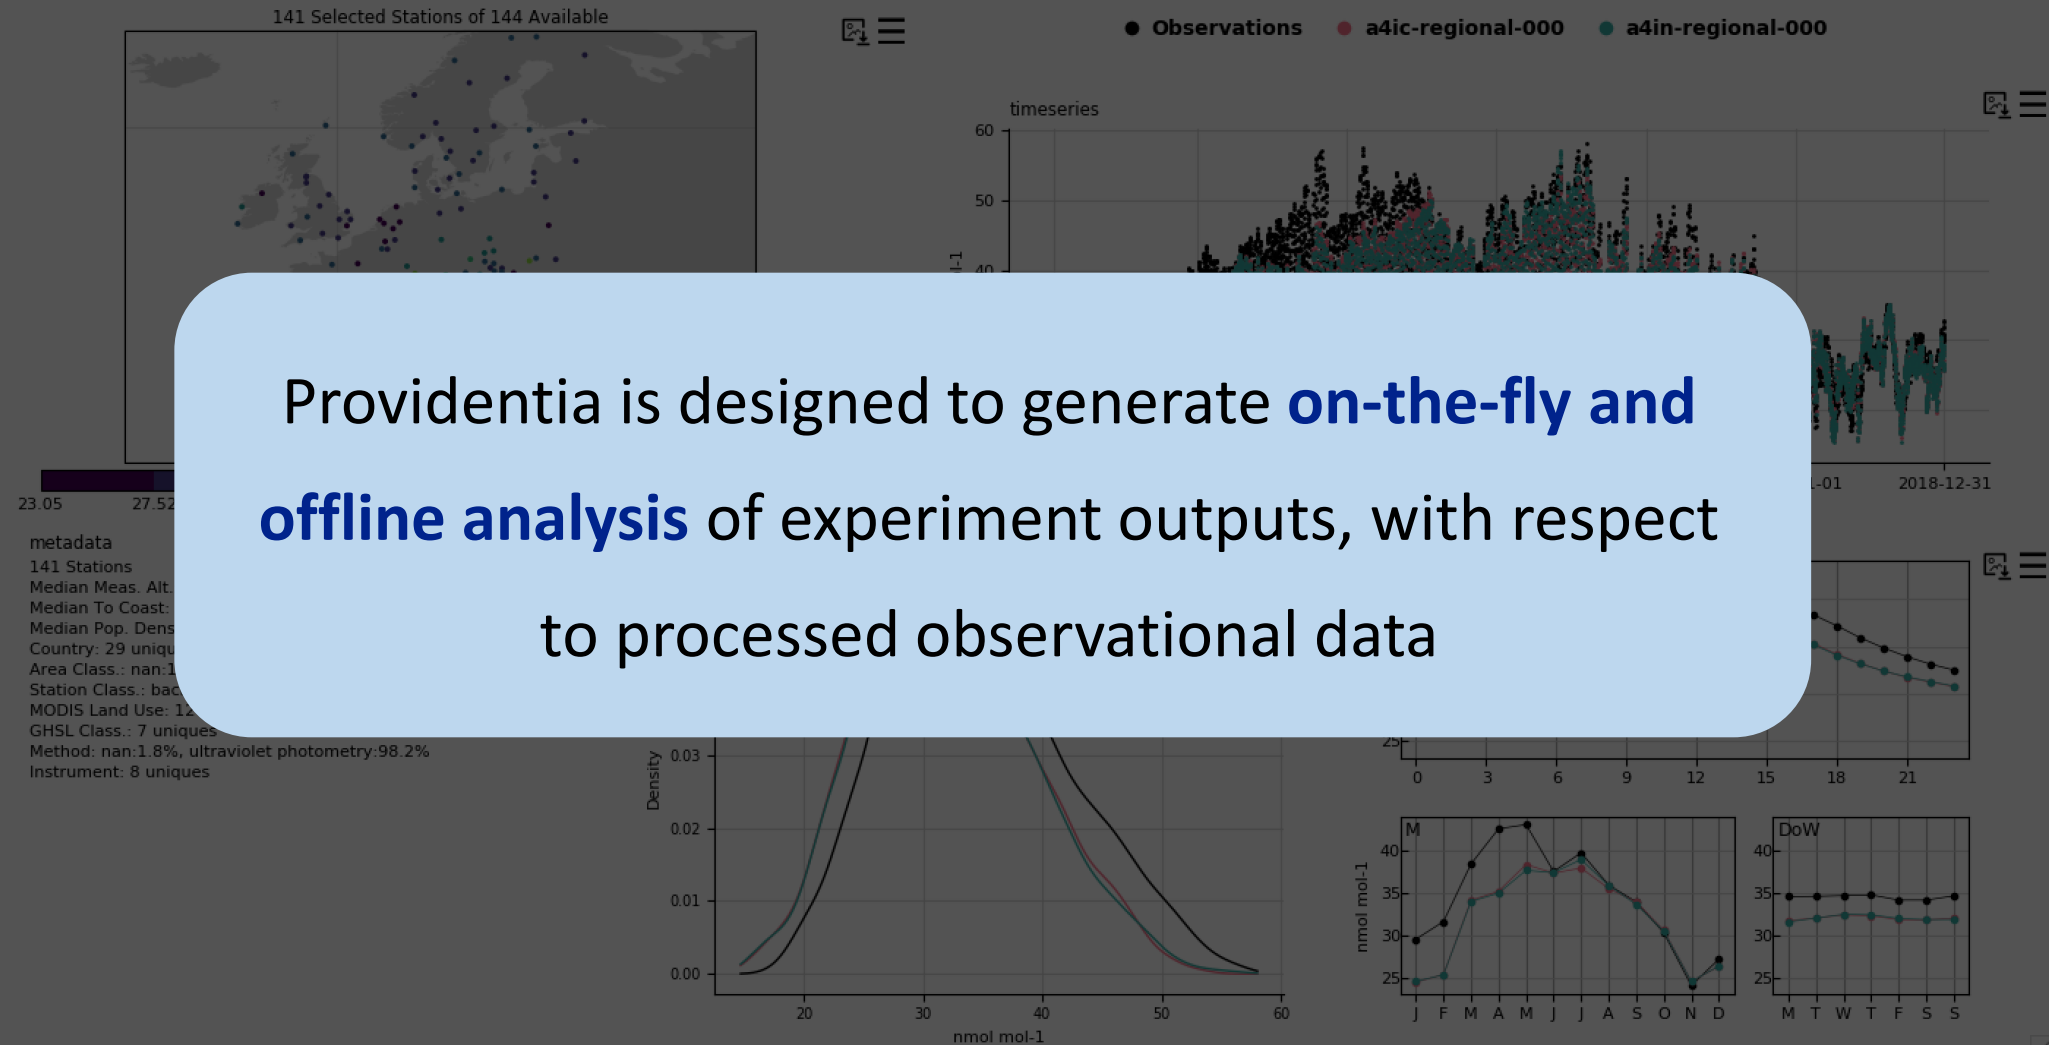 141 Selected Stations of 144 Available
Observations a4ic-regional-000 a4in-regional-000
timeseries
60
50
40
2018-12-31
23.05
Providentia is designed to generate on-the-fly and
offline analysis of experiment outputs, with respect
to processed observational data
metadata
141 Stations
Median Meas. Alt.
Median To Coast:
Median Pop. Dens
Country: 29 uniqu
Area Class.: nan:1
Station Class.: bac
MODIS Land Use: 12
GHSL Class.: 7 uniques
Method: nan:1.8%, ultraviolet photometry:98.2%
Instrument: 8 uniques
Density
0.03
0.02
0.01
0.00
20 30 40 50 60
nmol mol-1
25
0 3 6 9 12 15 18 21
M
nmol mol-1
40
35
30
25
J F M A M J J A S O N D
DoW
40
35
30
25
M T W T F S S